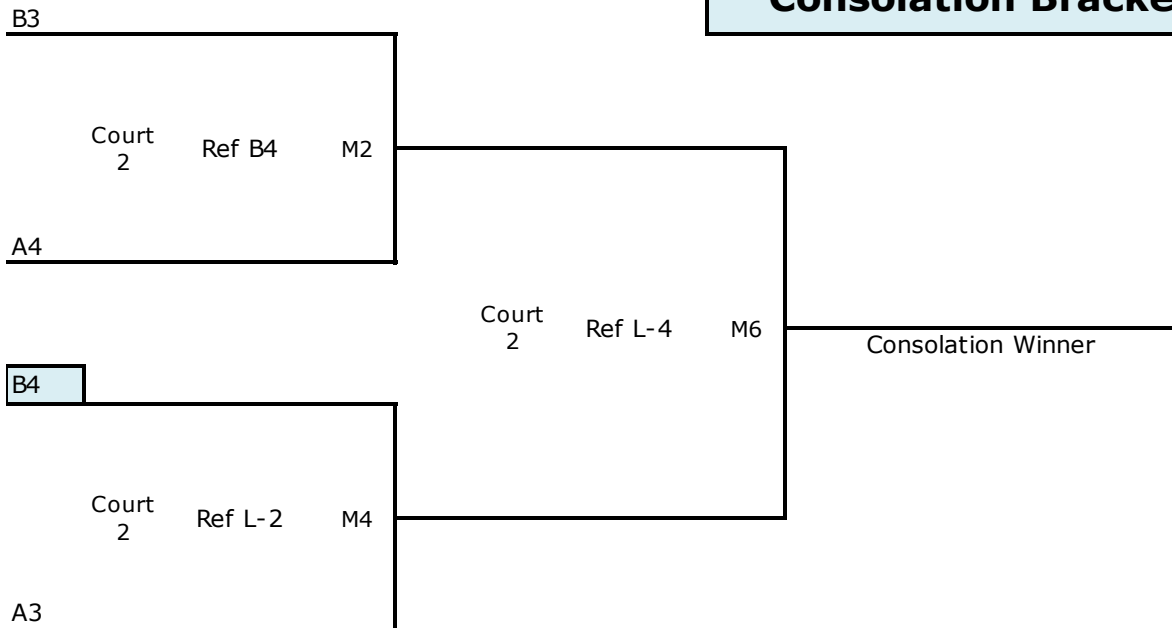 Consolation Bracke
B3
Court
2
Ref B4
M2
A4
Court
2
Ref L-4
M6
Consolation Winner
B4
Court
2
Ref L-2
M4
A3